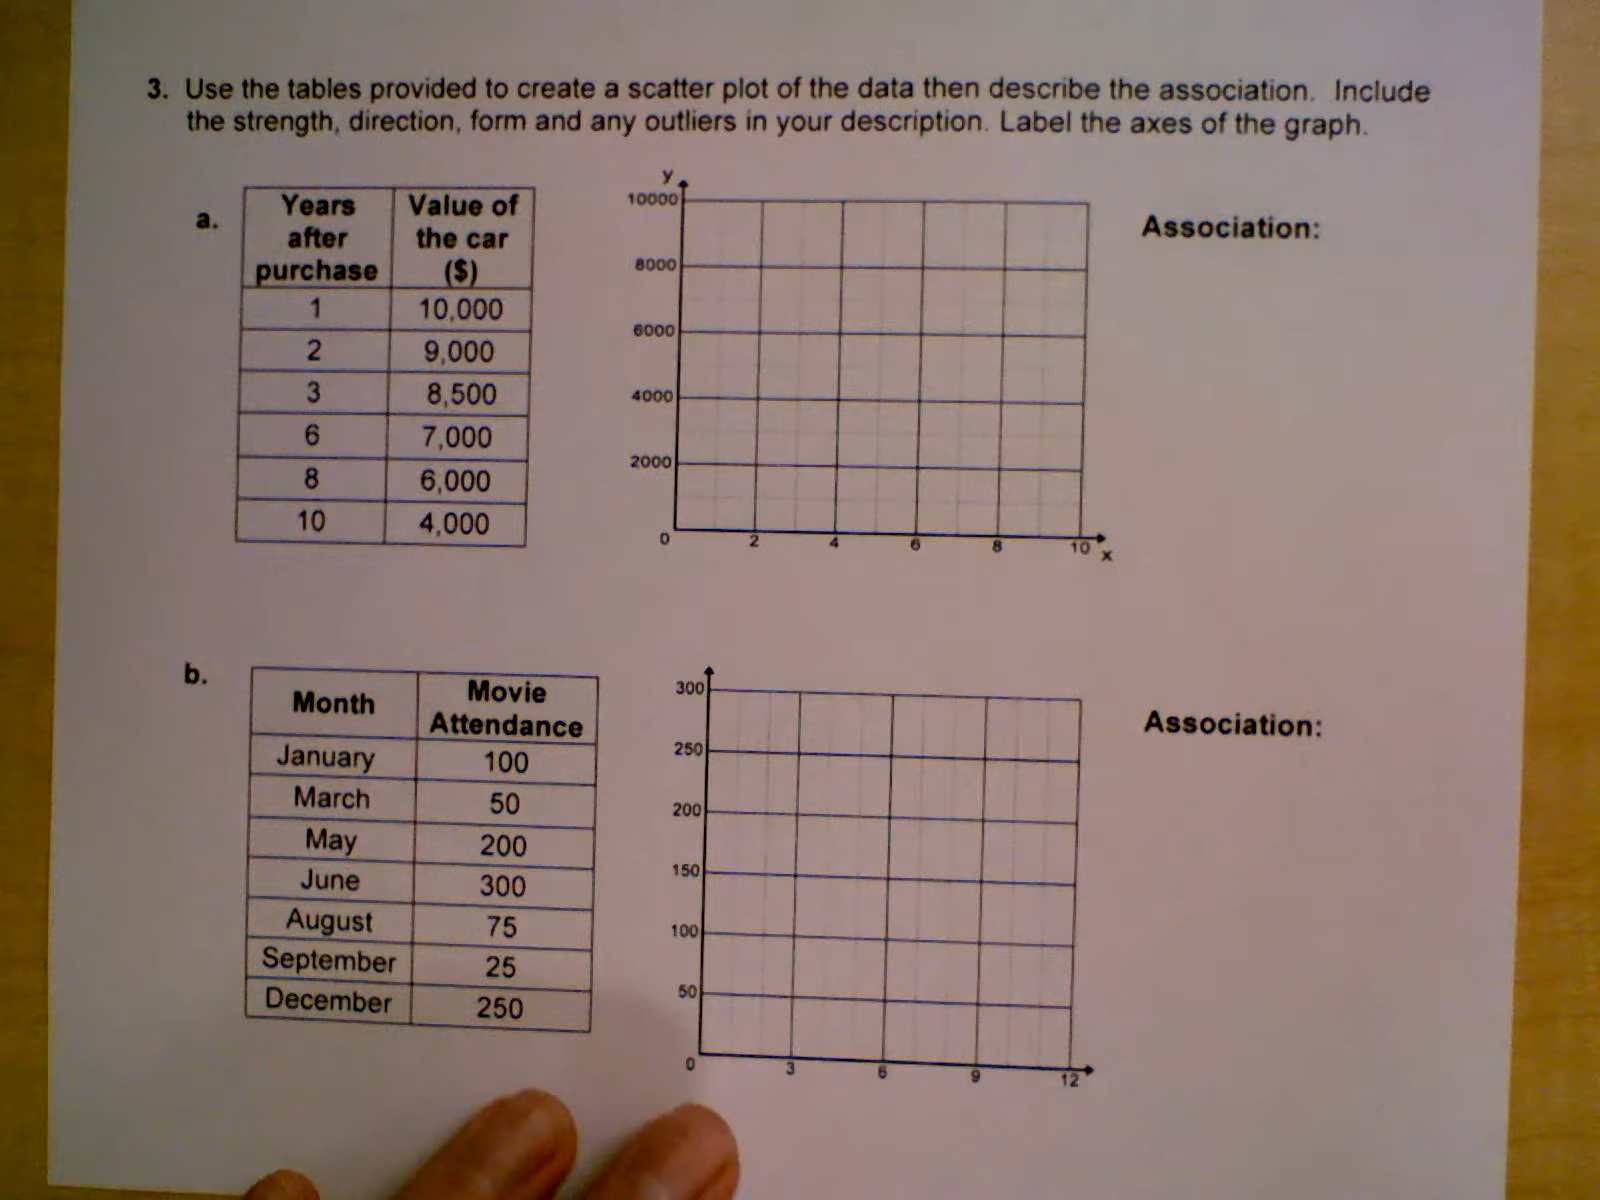 3. Use the tables provided to create a scatter plot of the data then describe the association. Include
the strength, direction, form and any outliers in your description. Label the axes of the graph.
a.
Years after purchase Value of the car ($)
1 10,000
2 9,000
3 8,500
6 7,000
8 6,000
10 4,000
y
10000
8000
6000
4000
2000
0 2 4 6 8 10 x
Association:
b.
Month Movie Attendance
January 100
March 50
May 200
June 300
August 75
September 25
December 250
300
250
200
150
100
50
0 3 6 9 12
Association: